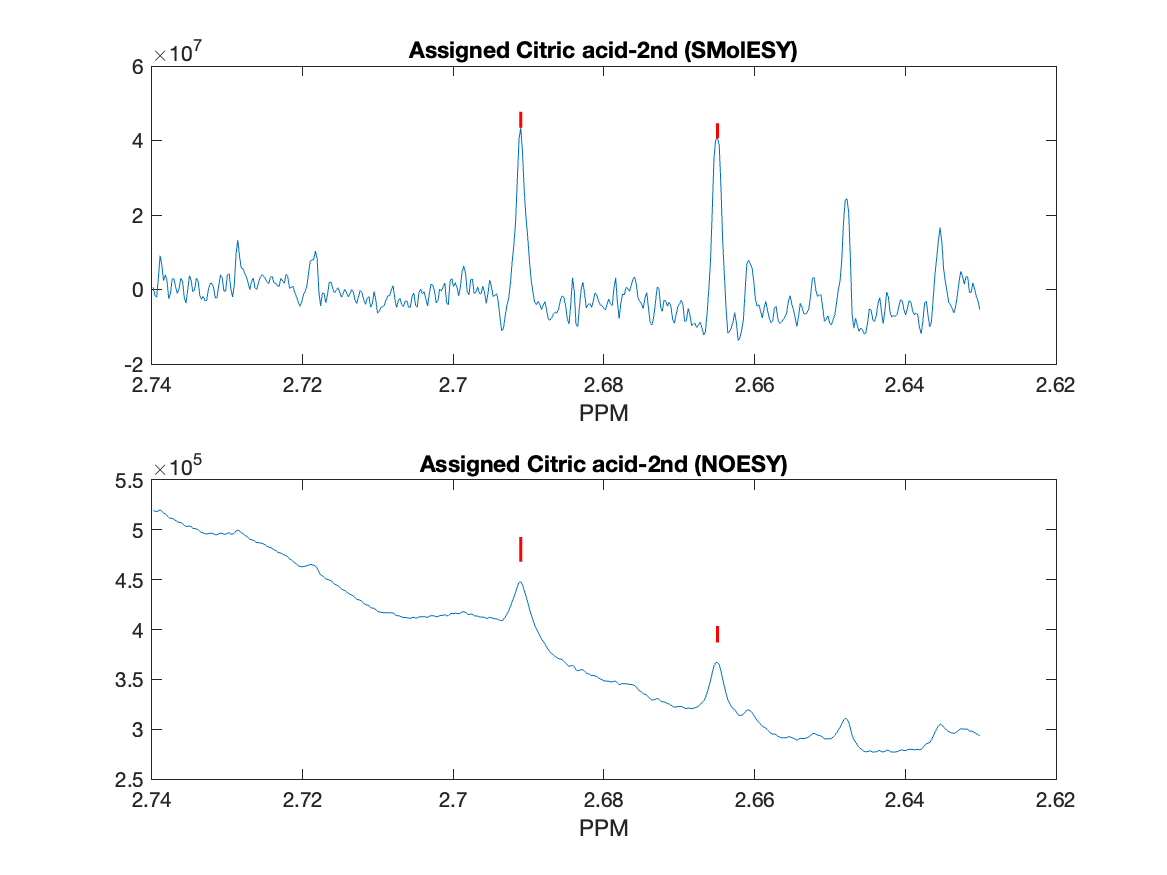 Assigned Citric acid-2nd (SMolESY)
×10^7
6
4
2
0
-2
2.74 2.72 2.7 2.68 2.66 2.64 2.62
PPM
Assigned Citric acid-2nd (NOESY)
×10^5
5.5
5
4.5
4
3.5
3
2.5
2.74 2.72 2.7 2.68 2.66 2.64 2.62
PPM